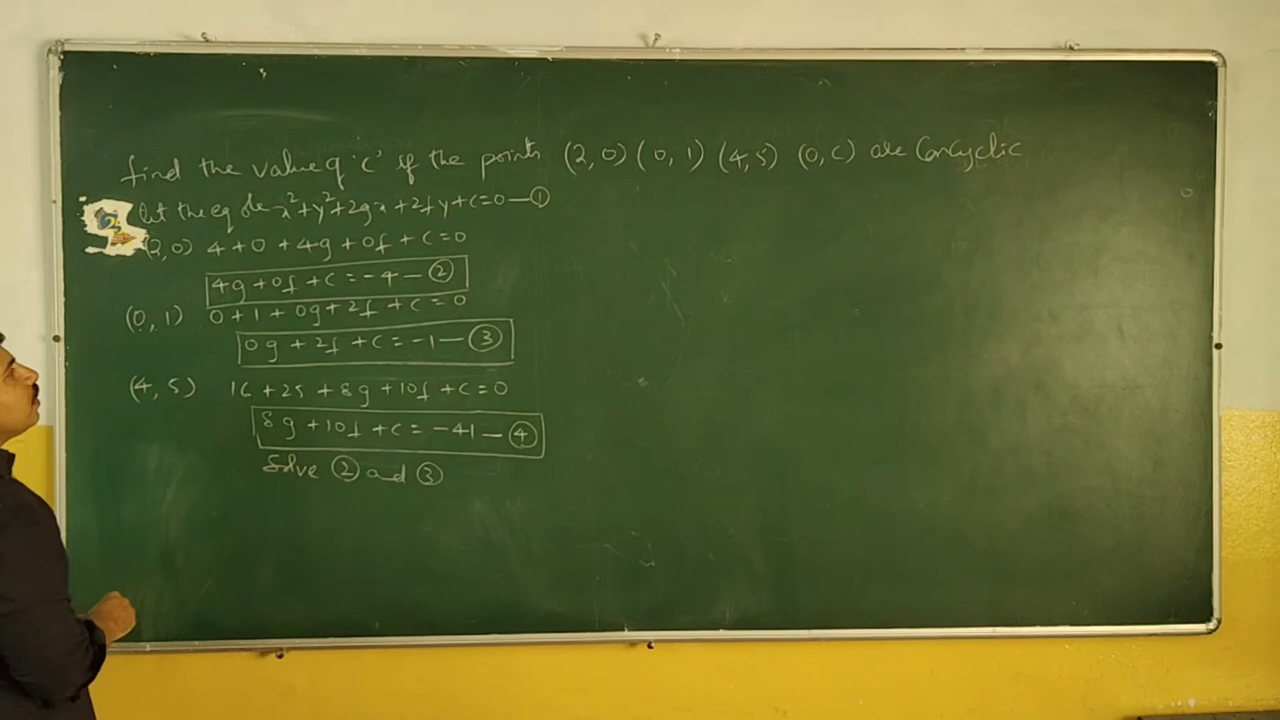 find the value of 'c' if the points (2,0) (0,1) (4,5) (0,c) are Concyclic
let the eq be x²+y²+2gx+2fy+c=0—①
(2,0) 4+0+4g+0f+c=0
4g+0f+c=-4—②
(0,1) 0+1+0g+2f+c=0
0g+2f+c=-1—③
(4,5) 16+25+8g+10f+c=0
8g+10f+c=-41—④
Solve ② and ③